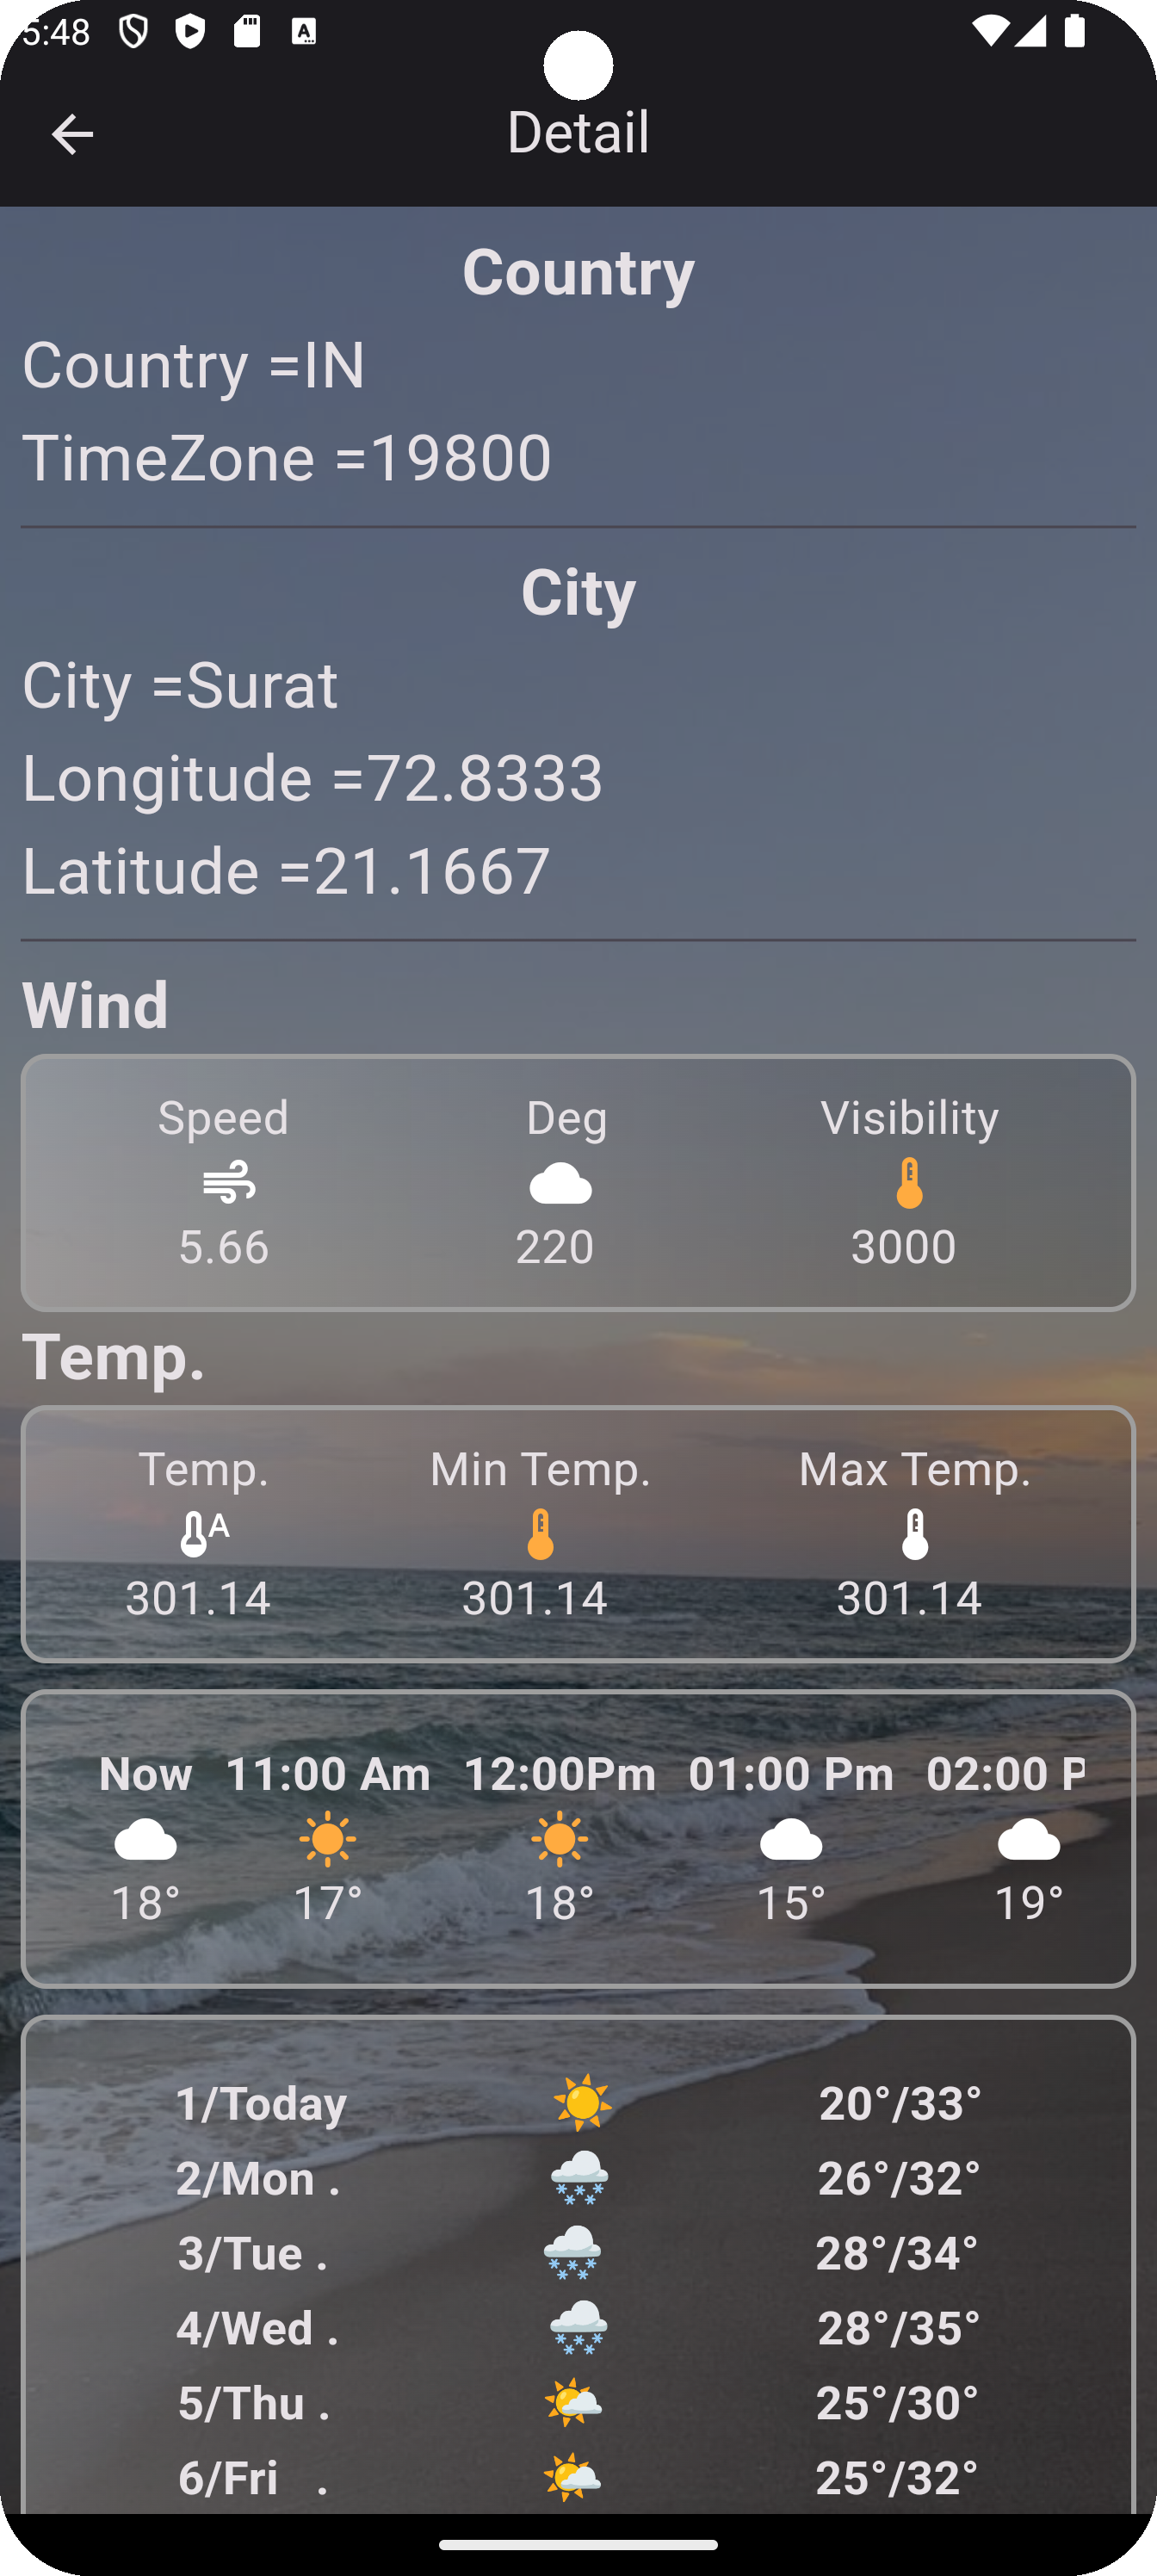 5:48
Detail
Country
Country =IN
TimeZone =19800
City
City =Surat
Longitude =72.8333
Latitude =21.1667
Wind
Speed Deg Visibility
5.66 220 3000
Temp.
Temp. Min Temp. Max Temp.
A
301.14 301.14 301.14
Now 11:00 Am 12:00Pm 01:00 Pm 02:00 P
18° 17° 18° 15° 19°
1/Today 20°/33°
2/Mon . 26°/32°
3/Tue . 28°/34°
4/Wed . 28°/35°
5/Thu . 25°/30°
6/Fri . 25°/32°